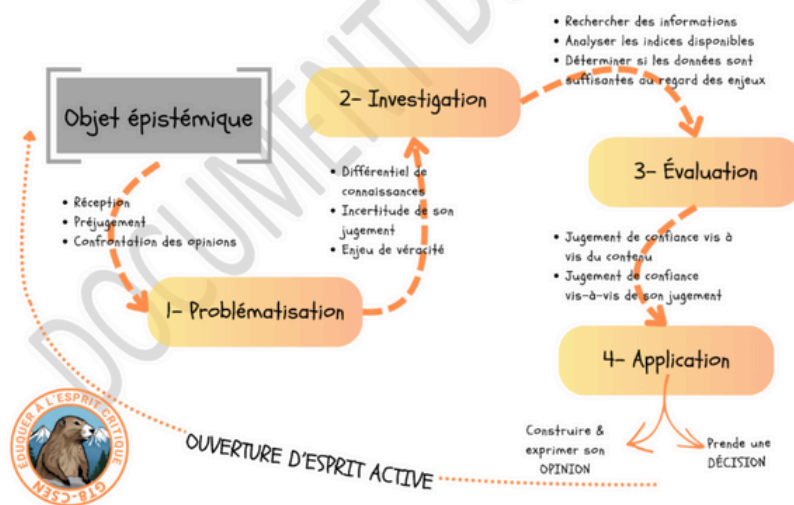 • Rechercher des informations
• Analyser les indices disponibles
• Déterminer si les données sont
suffisantes au regard des enjeux
Objet épistémique
2- Investigation
3- Évaluation
• Réception
• Préjugement
• Confrontation des opinions
• Différentiel de
connaissances
• Incertitude de son
jugement
• Enjeu de véracité
1- Problématisation
• Jugement de confiance vis à
vis du contenu
• Jugement de confiance
vis-à-vis de son jugement
4- Application
Construire &
exprimer son
OPINION
Prende une
DÉCISION
OUVERTURE D'ESPRIT ACTIVE
ÉDUQUER À L'ESPRIT CRITIQUE
GT8-CSEN
DOCUMENT D